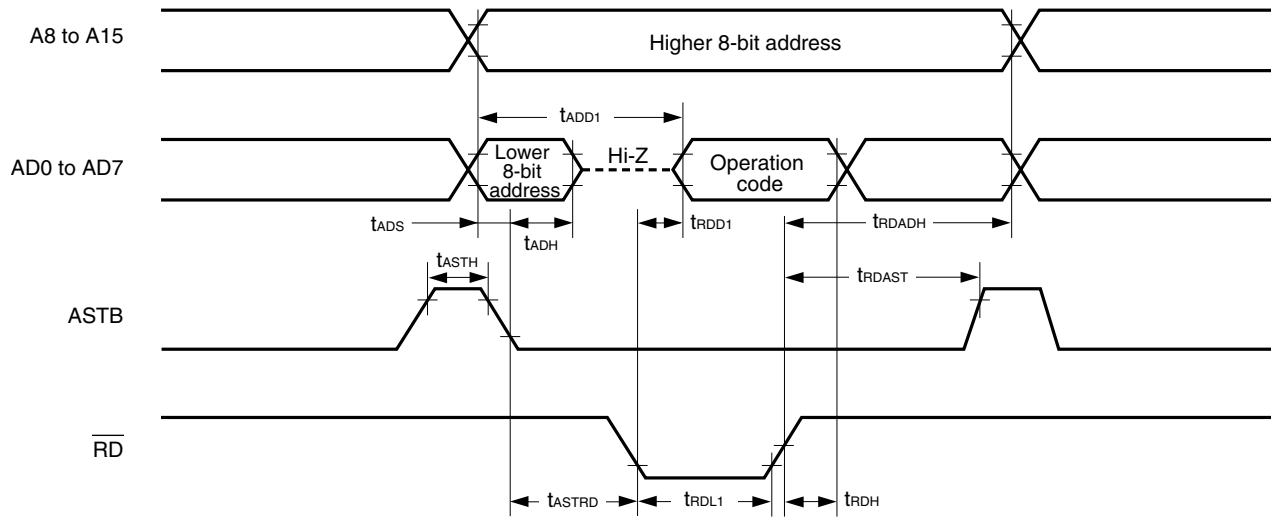 A8 to A15
Higher 8-bit address
tADD1
AD0 to AD7
Lower
8-bit
address
Hi-Z
Operation
code
tADS
tADH
tRDD1
tRDADH
tASTH
tRDAST
ASTB
RD
tASTRD
tRDL1
tRDH